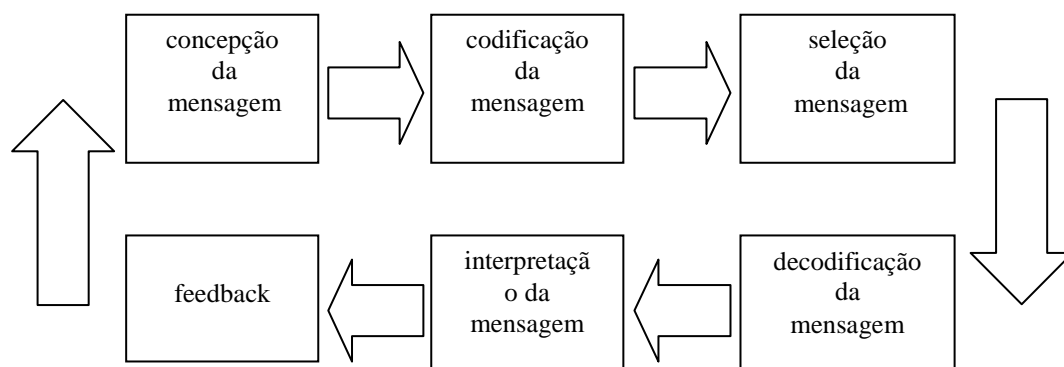 concepção
da
mensagem
codificação
da
mensagem
seleção
da
mensagem
feedback
interpretaçã
o da
mensagem
decodificação
da
mensagem